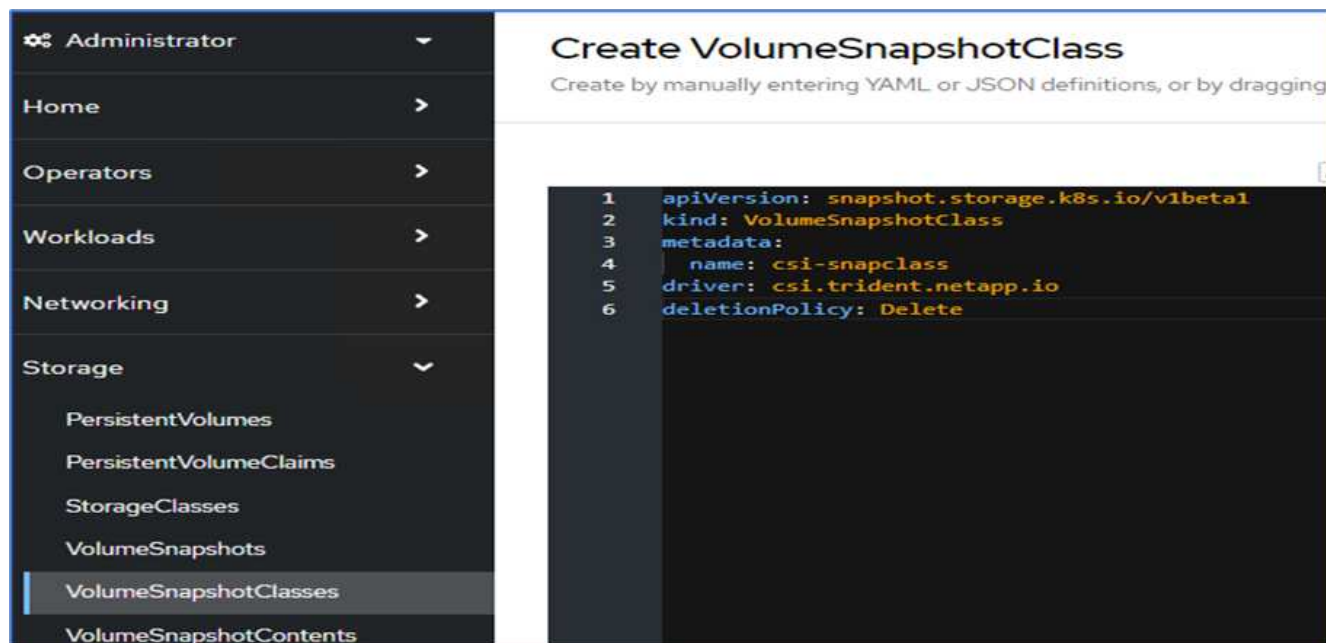 Administrator
Home
Operators
Workloads
Networking
Storage
PersistentVolumes
PersistentVolumeClaims
StorageClasses
VolumeSnapshots
VolumeSnapshotClasses
VolumeSnapshotContents
Create VolumeSnapshotClass
Create by manually entering YAML or JSON definitions, or by dragging
1 apiVersion: snapshot.storage.k8s.io/v1beta1
2 kind: VolumeSnapshotClass
3 metadata:
4   name: csi-snapclass
5 driver: csi.trident.netapp.io
6 deletionPolicy: Delete